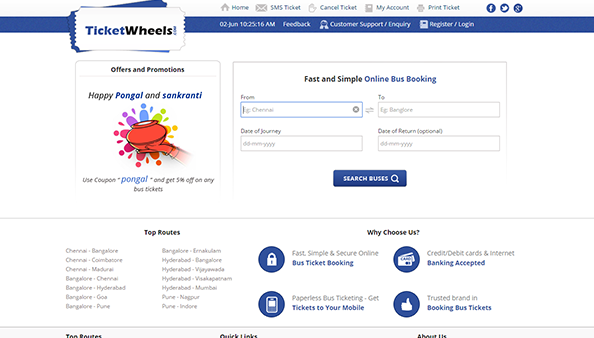 Home SMS Ticket Cancel Ticket My Account Print Ticket
TicketWheels
02-Jun 10:25:16 AM Feedback Customer Support / Enquiry Register / Login
Offers and Promotions
Happy Pongal and sankranti
Use Coupon " pongal " and get 5% off on any
bus tickets
Fast and Simple Online Bus Booking
From To
Eg: Chennai Eg: Banglore
Date of Journey Date of Return (optional)
dd-mm-yyyy dd-mm-yyyy
SEARCH BUSES
Top Routes
Chennai - Bangalore Bangalore - Ernakulam
Chennai - Coimbatore Hyderabad - Bangalore
Chennai - Madurai Hyderabad - Vijayawada
Bangalore - Chennai Hyderabad - Visakapatnam
Bangalore - Hyderabad Hyderabad - Mumbai
Bangalore - Goa Pune - Nagpur
Bangalore - Pune Pune - Indore
Why Choose Us?
Fast, Simple & Secure Online
Bus Ticket Booking
Credit/Debit cards & Internet
Banking Accepted
Paperless Bus Ticketing - Get
Tickets to Your Mobile
Trusted brand in
Booking Bus Tickets
Top Routes Quick Links About Us